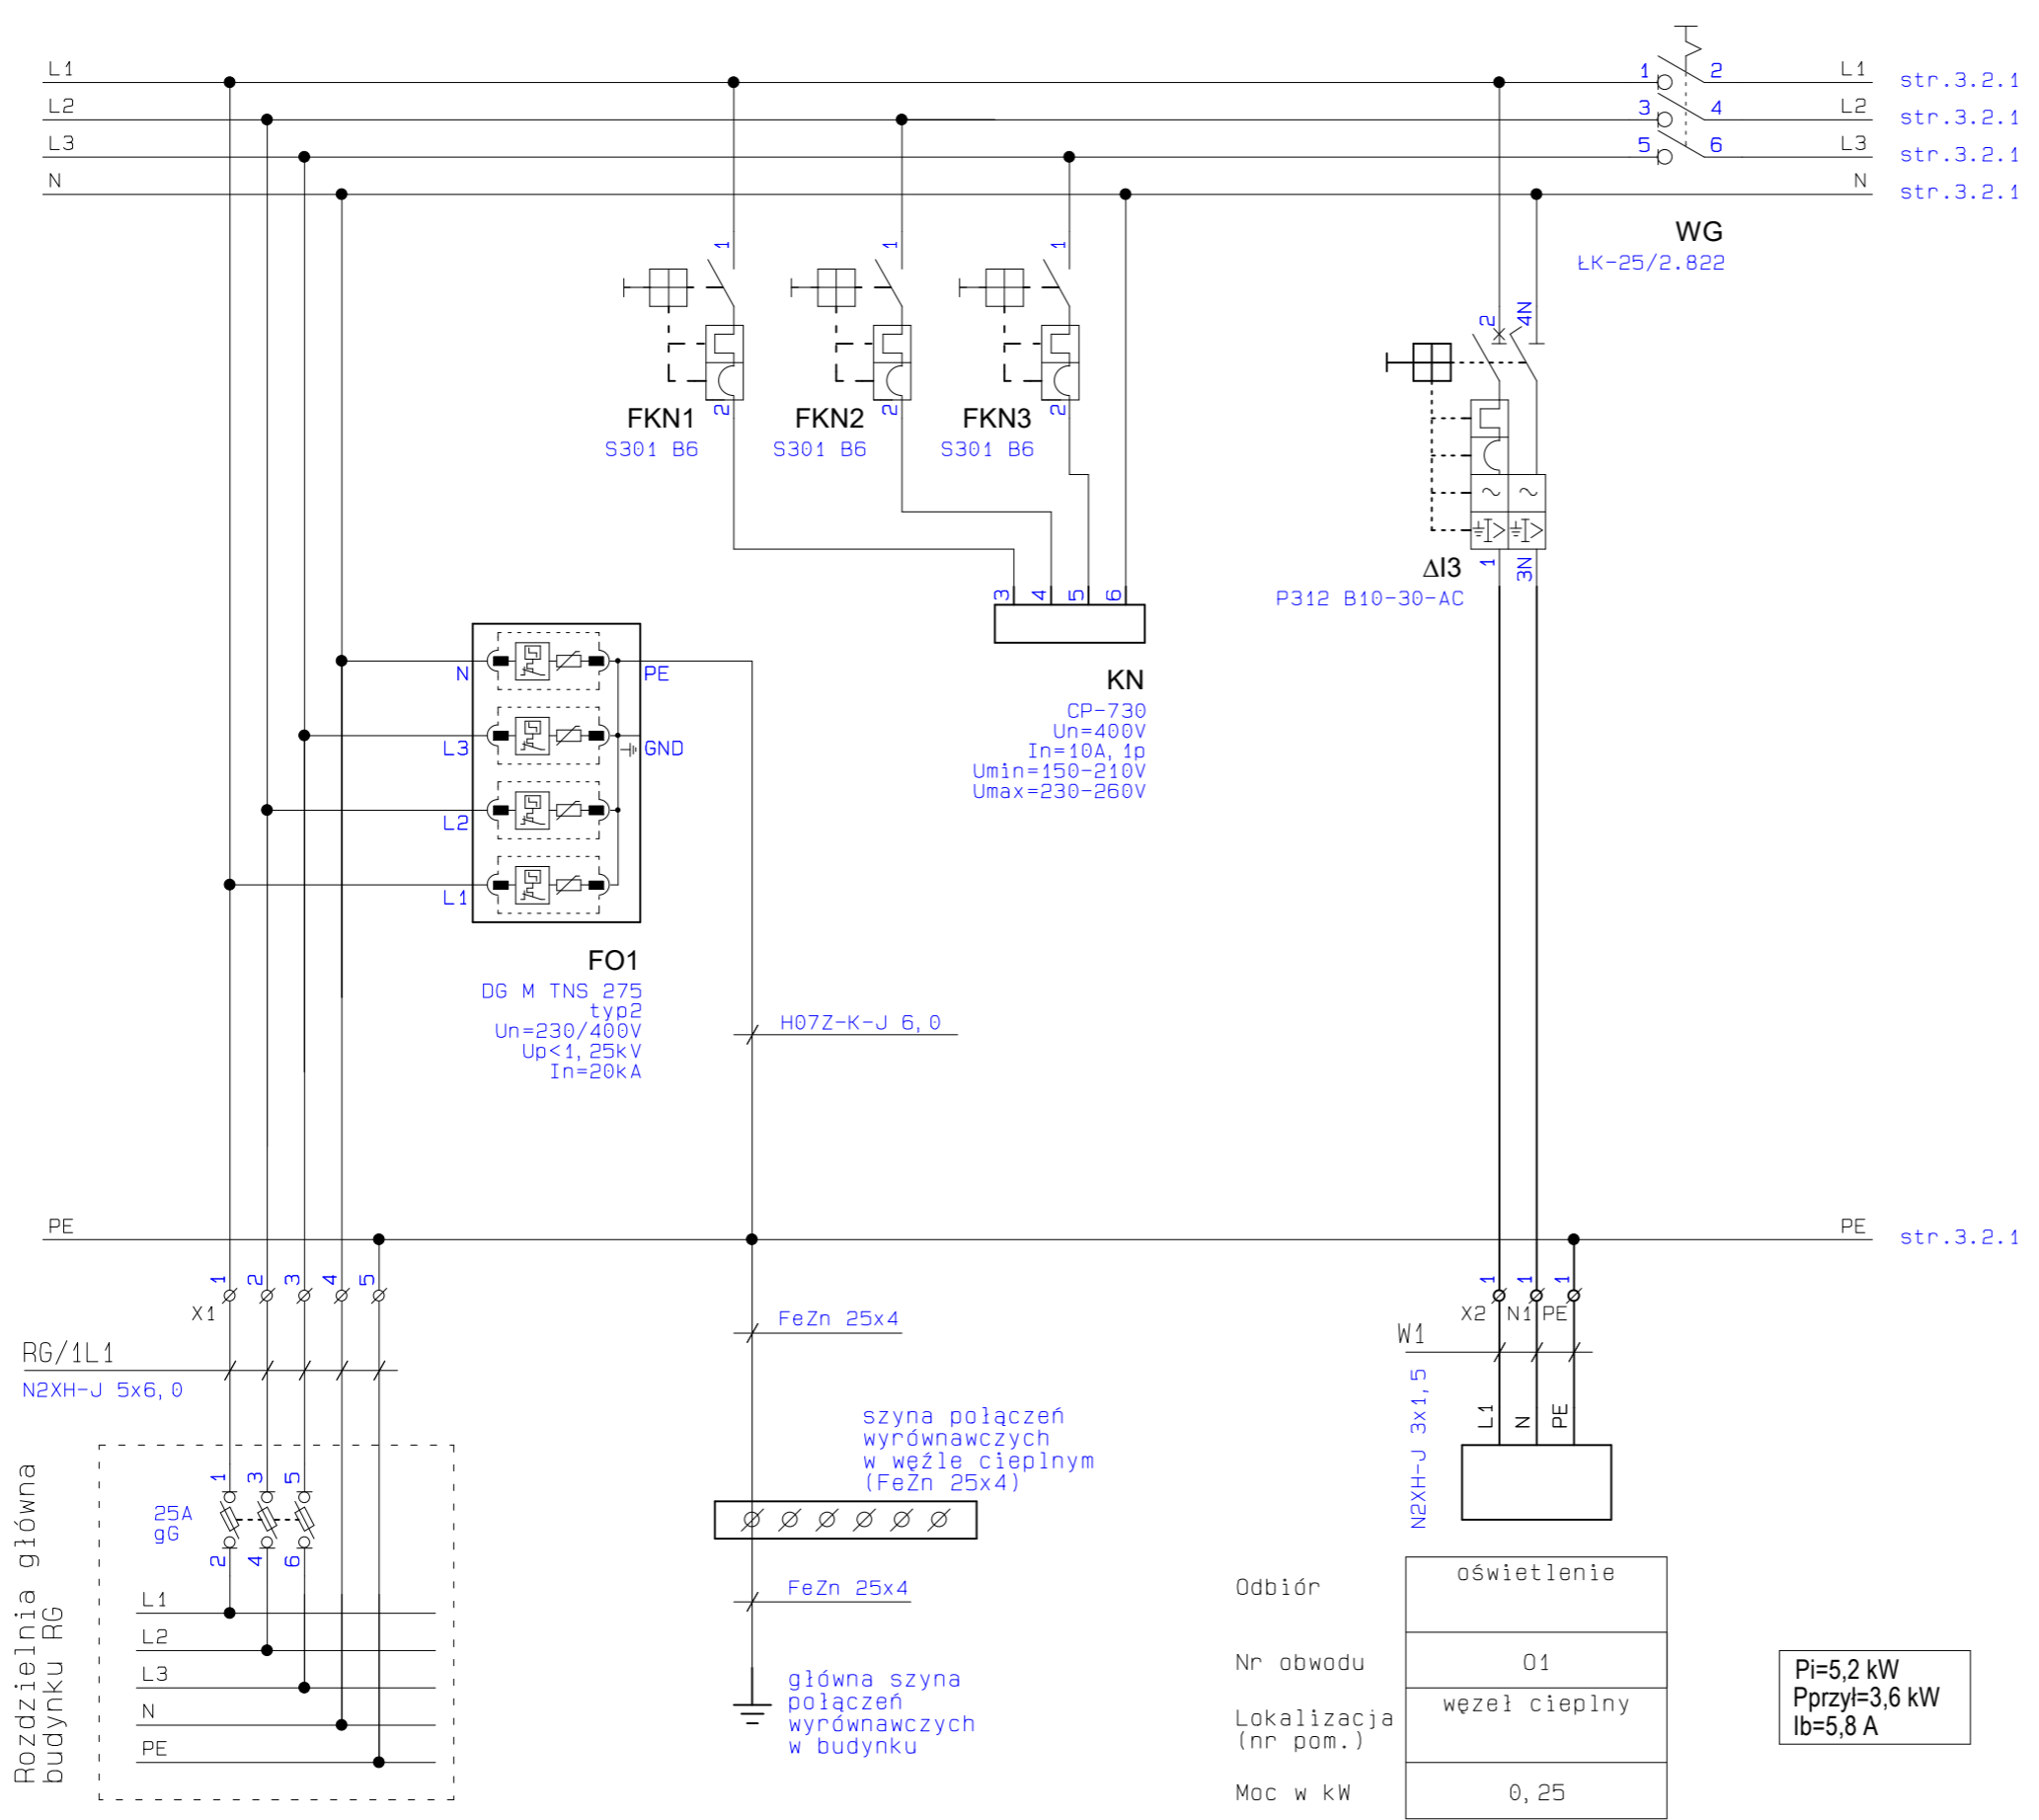 L1
L2
L3
N
1 2
3 4
5 6
L1 str.3.2.1
L2 str.3.2.1
L3 str.3.2.1
N str.3.2.1
WG
ŁK-25/2.822
1
2
FKN1
S301 B6
1
2
FKN2
S301 B6
1
2
FKN3
S301 B6
2 4N
1 3N
ΔI3
P312 B10-30-AC
3 4 5 6
KN
CP-730
Un=400V
In=10A,1p
Umin=150-210V
Umax=230-260V
N PE
L3 GND
L2
L1
FO1
DG M TNS 275
typ2
Un=230/400V
Up<1,25kV
In=20kA
H07Z-K-J 6,0
PE
PE str.3.2.1
1 2 3 4 5
X1
RG/1L1
N2XH-J 5x6,0
FeZn 25x4
szyna połączeń
wyrównawczych
w węźle cieplnym
(FeZn 25x4)
FeZn 25x4
główna szyna
połączeń
wyrównawczych
w budynku
1 1 1
X2 N1 PE
W1
N2XH-J 3x1,5
L1 N PE
Rozdzielnia główna
budynku RG
1 3 5
25A
gG
2 4 6
L1
L2
L3
N
PE
Odbiór oświetlenie
Nr obwodu O1
Lokalizacja węzeł cieplny
(nr pom.)
Moc w kW 0,25
Pi=5,2 kW
Pprzył=3,6 kW
Ib=5,8 A